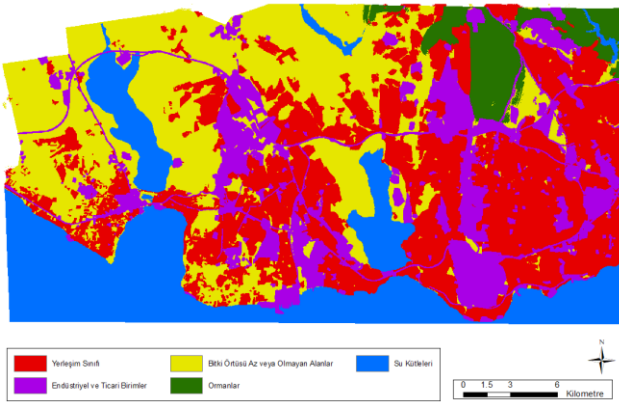 Yerleşim Sınıfı
Bitki Örtüsü Az veya Olmayan Alanlar
Su Kütleleri
Endüstriyel ve Ticari Birimler
Ormanlar
N
0 1.5 3 6
Kilometre